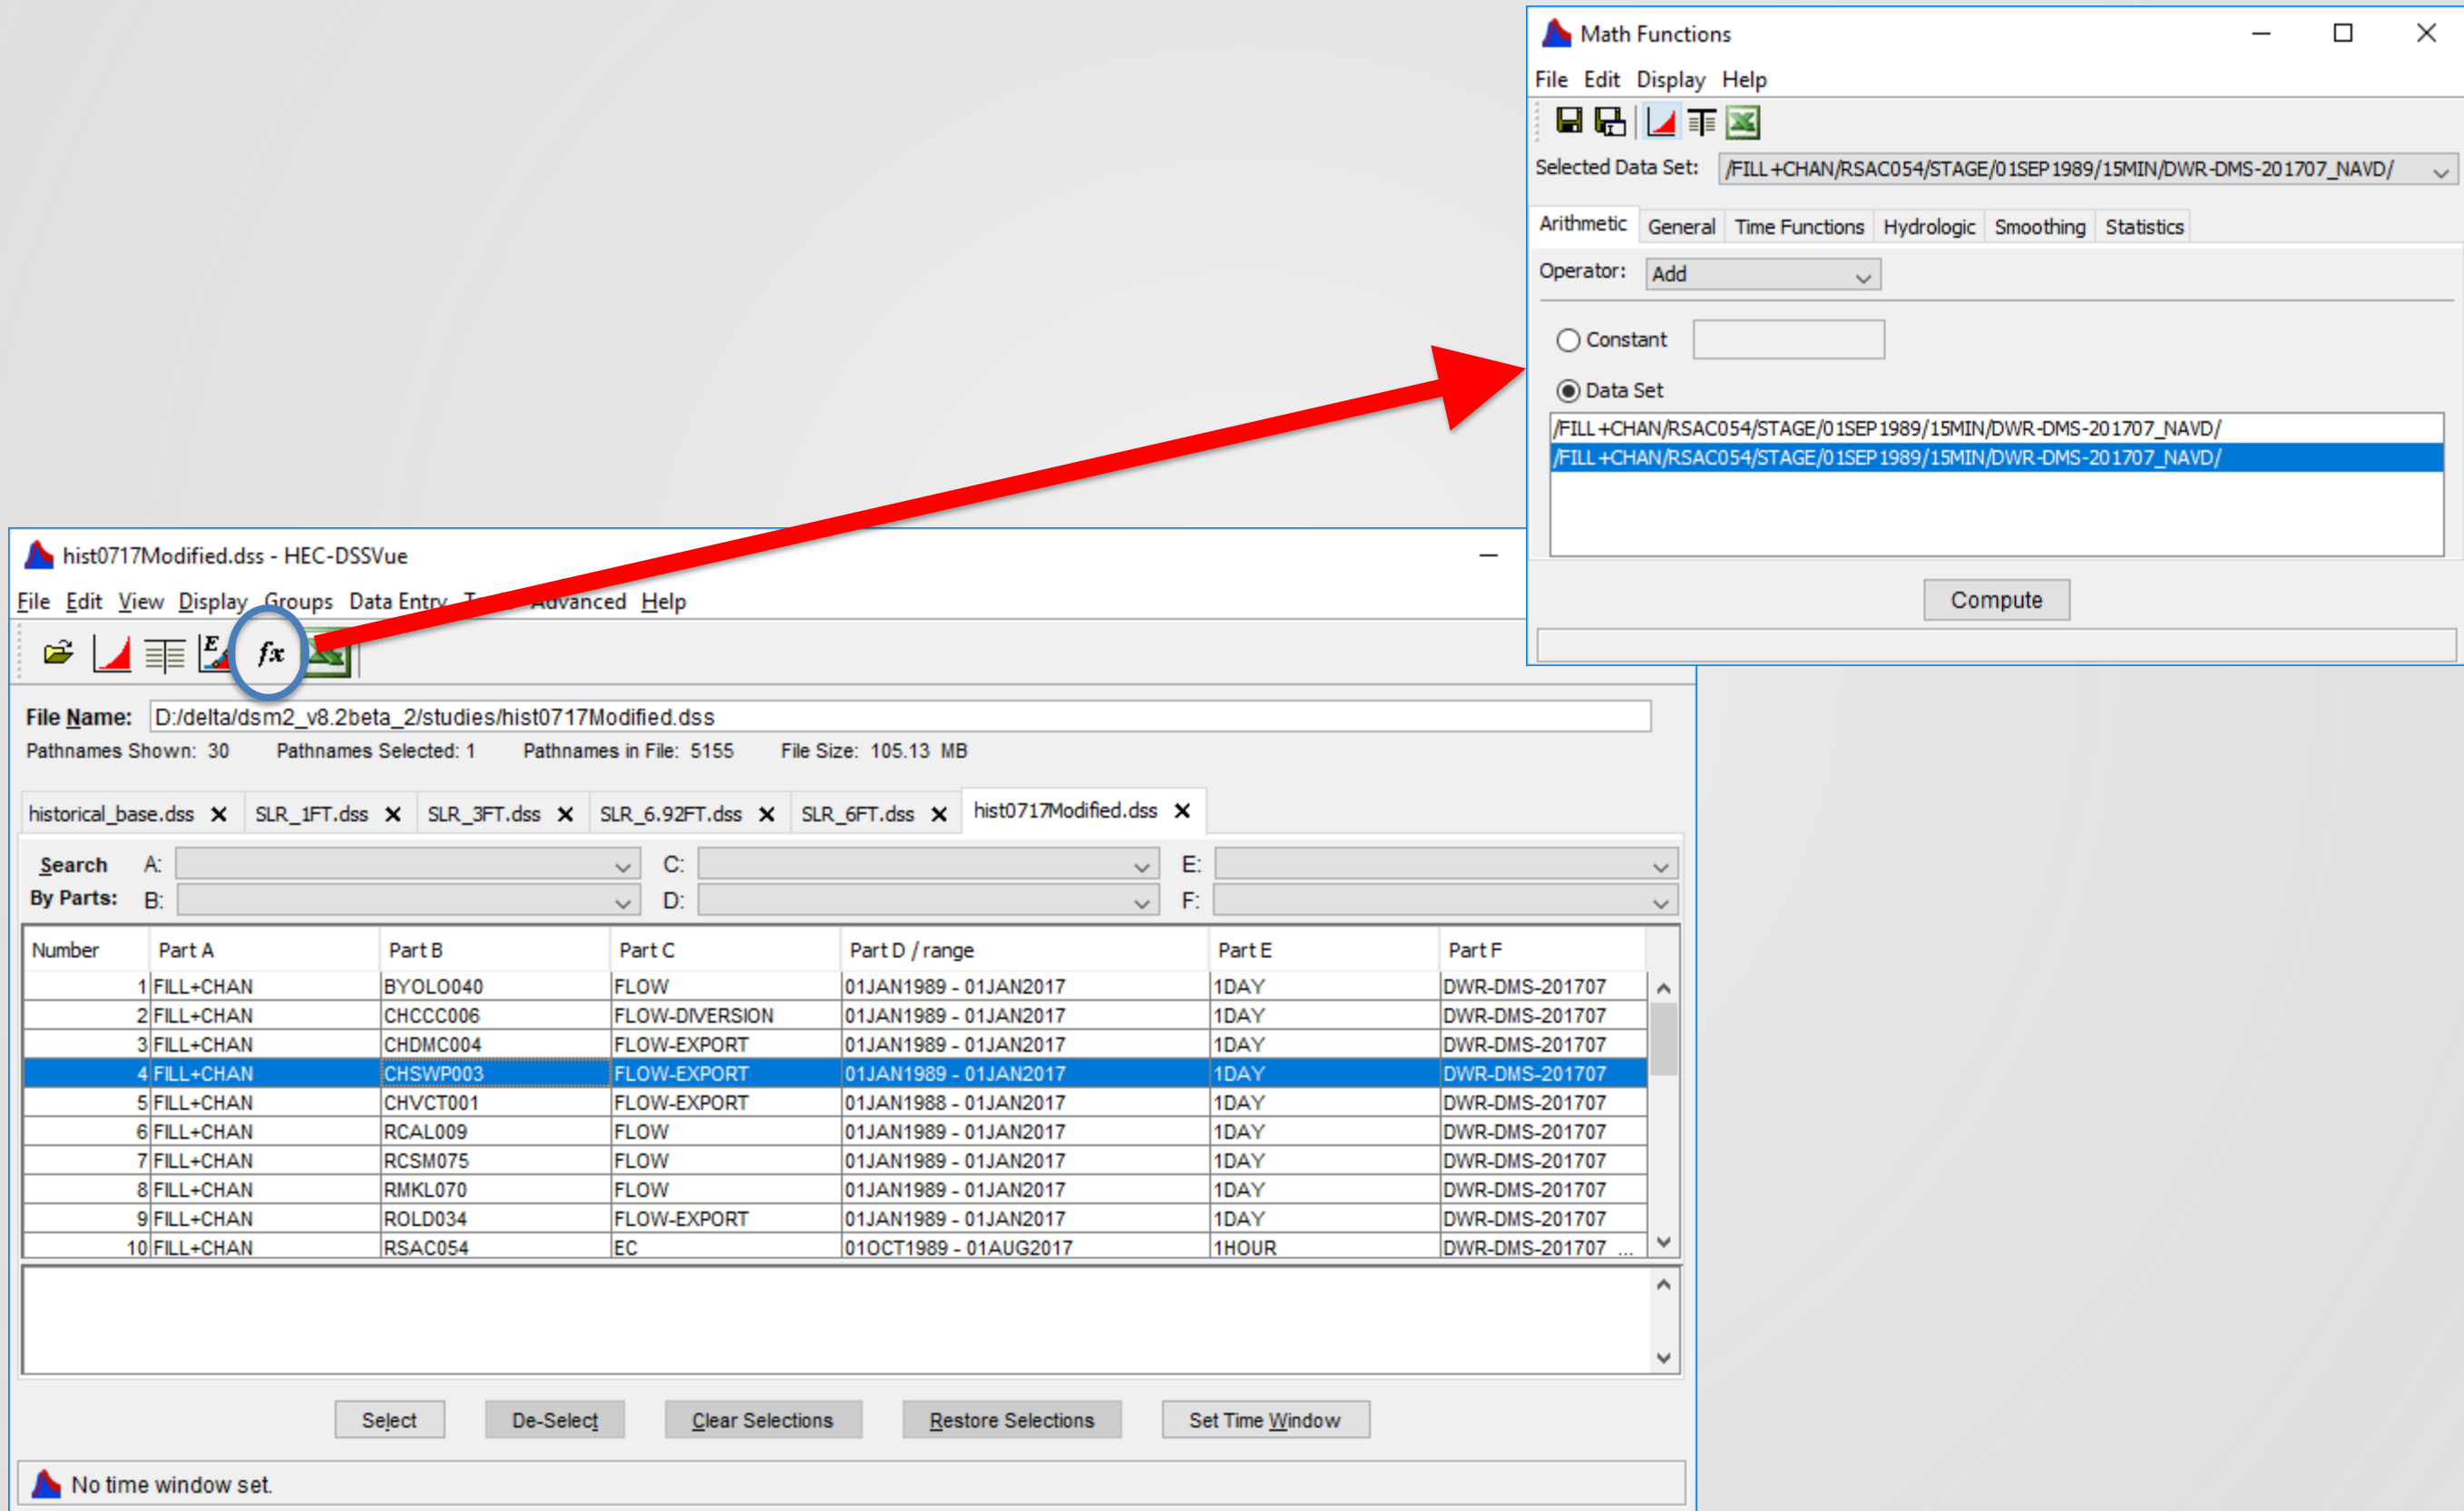 Math Functions
File Edit Display Help
Selected Data Set: /FILL+CHAN/RSAC054/STAGE/01SEP1989/15MIN/DWR-DMS-201707_NAVD/
Arithmetic General Time Functions Hydrologic Smoothing Statistics
Operator: Add
Constant
Data Set
/FILL+CHAN/RSAC054/STAGE/01SEP1989/15MIN/DWR-DMS-201707_NAVD/
/FILL+CHAN/RSAC054/STAGE/01SEP1989/15MIN/DWR-DMS-201707_NAVD/
Compute
hist0717Modified.dss - HEC-DSSVue
File Edit View Display Groups Data Entry Advanced Help
E fx
File Name: D:/delta/dsm2_v8.2beta_2/studies/hist0717Modified.dss
Pathnames Shown: 30 Pathnames Selected: 1 Pathnames in File: 5155 File Size: 105.13 MB
historical_base.dss SLR_1FT.dss SLR_3FT.dss SLR_6.92FT.dss SLR_6FT.dss hist0717Modified.dss
Search A: C: E:
By Parts: B: D: F:
Number Part A Part B Part C Part D / range Part E Part F
1 FILL+CHAN BYOLO040 FLOW 01JAN1989 - 01JAN2017 1DAY DWR-DMS-201707
2 FILL+CHAN CHCCC006 FLOW-DIVERSION 01JAN1989 - 01JAN2017 1DAY DWR-DMS-201707
3 FILL+CHAN CHDMC004 FLOW-EXPORT 01JAN1989 - 01JAN2017 1DAY DWR-DMS-201707
4 FILL+CHAN CHSWP003 FLOW-EXPORT 01JAN1989 - 01JAN2017 1DAY DWR-DMS-201707
5 FILL+CHAN CHVCT001 FLOW-EXPORT 01JAN1988 - 01JAN2017 1DAY DWR-DMS-201707
6 FILL+CHAN RCAL009 FLOW 01JAN1989 - 01JAN2017 1DAY DWR-DMS-201707
7 FILL+CHAN RCSM075 FLOW 01JAN1989 - 01JAN2017 1DAY DWR-DMS-201707
8 FILL+CHAN RMKL070 FLOW 01JAN1989 - 01JAN2017 1DAY DWR-DMS-201707
9 FILL+CHAN ROLD034 FLOW-EXPORT 01JAN1989 - 01JAN2017 1DAY DWR-DMS-201707
10 FILL+CHAN RSAC054 EC 01OCT1989 - 01AUG2017 1HOUR DWR-DMS-201707 ...
Select De-Select Clear Selections Restore Selections Set Time Window
No time window set.